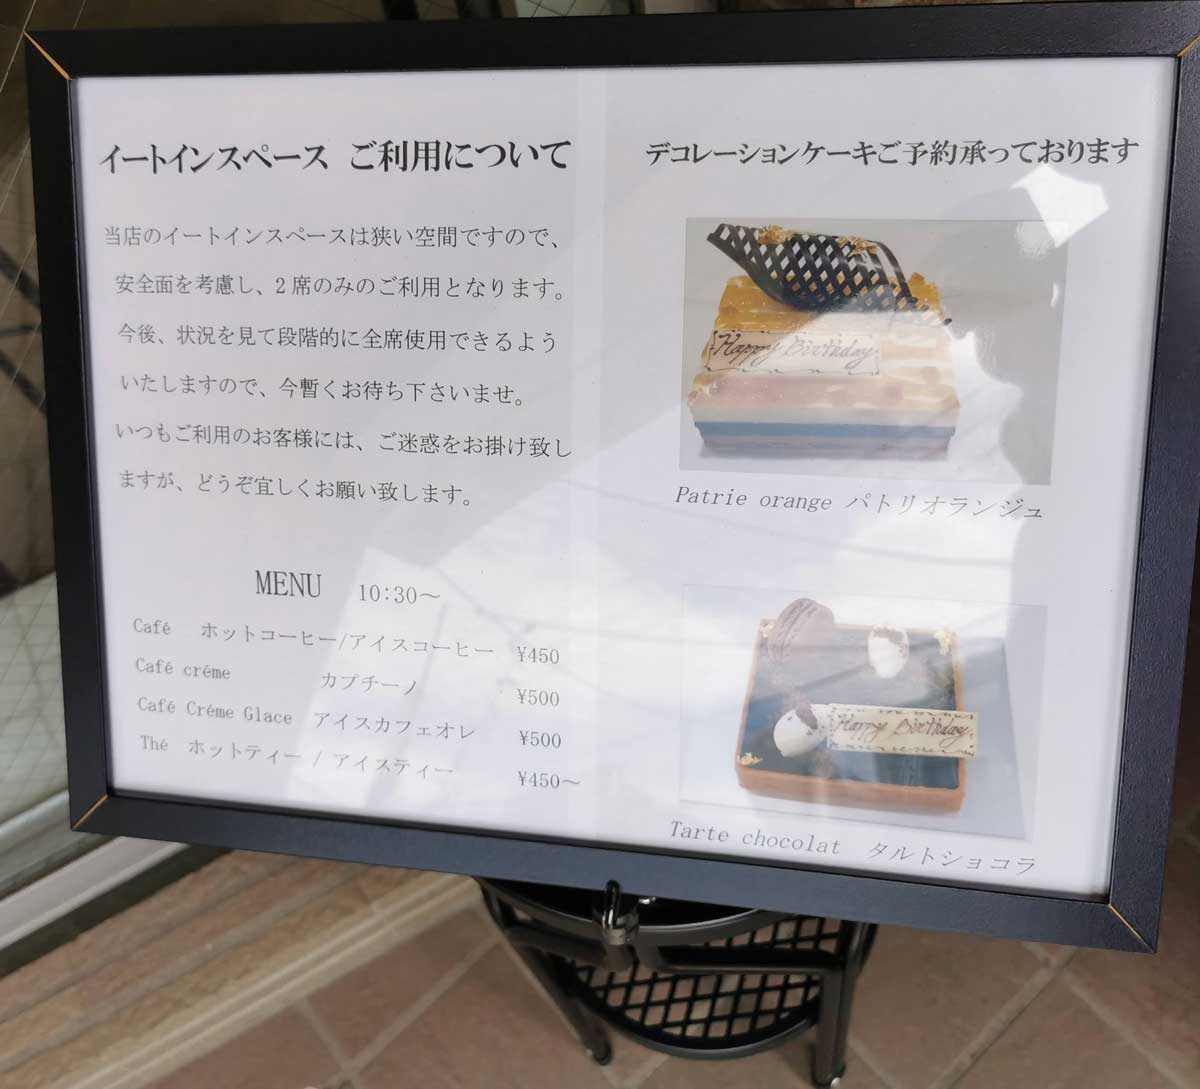 イートインスペース ご利用について
当店のイートインスペースは狭い空間ですので、
安全面を考慮し、2席のみのご利用となります。
今後、状況を見て段階的に全席使用できるよう
いたしますので、今暫くお待ち下さいませ。
いつもご利用のお客様には、ご迷惑をお掛け致し
ますが、どうぞ宜しくお願い致します。
MENU 10:30～
Café ホットコーヒー/アイスコーヒー ¥450
Café créme カプチーノ ¥500
Café Créme Glace アイスカフェオレ ¥500
Thé ホットティー / アイスティー ¥450～
デコレーションケーキご予約承っております
Happy Birthday
Patrie orange パトリオランジュ
Happy Birthday
Tarte chocolat タルトショコラ